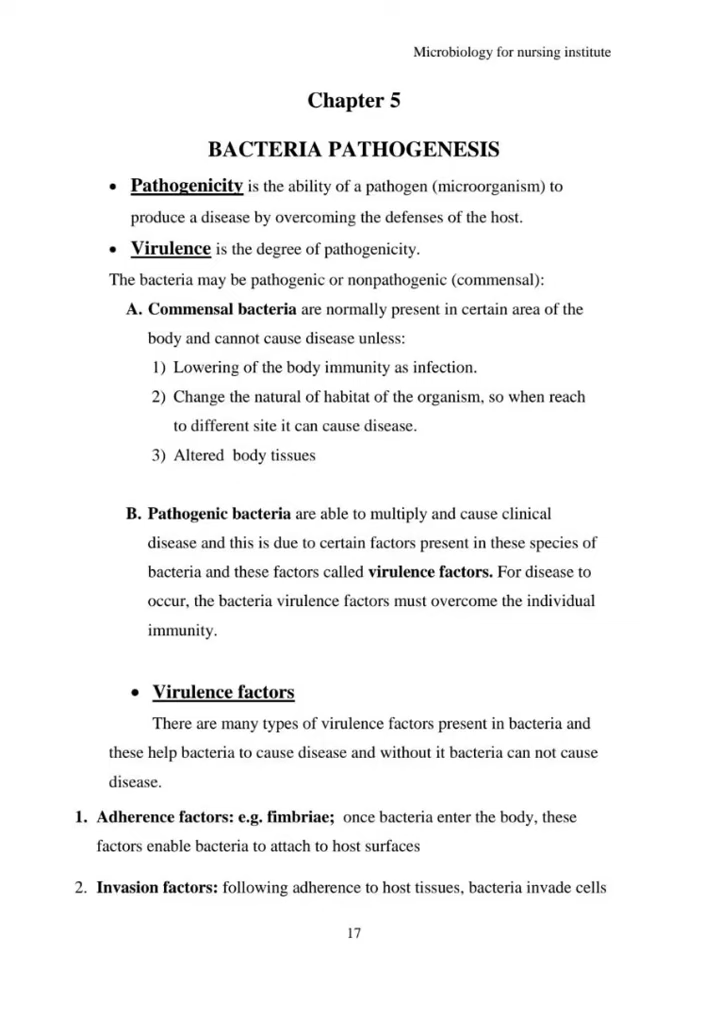 Microbiology for nursing institute
Chapter 5
BACTERIA PATHOGENESIS
• Pathogenicity is the ability of a pathogen (microorganism) to
produce a disease by overcoming the defenses of the host.
• Virulence is the degree of pathogenicity.
The bacteria may be pathogenic or nonpathogenic (commensal):
A. Commensal bacteria are normally present in certain area of the
body and cannot cause disease unless:
1) Lowering of the body immunity as infection.
2) Change the natural of habitat of the organism, so when reach
to different site it can cause disease.
3) Altered body tissues
B. Pathogenic bacteria are able to multiply and cause clinical
disease and this is due to certain factors present in these species of
bacteria and these factors called virulence factors. For disease to
occur, the bacteria virulence factors must overcome the individual
immunity.
• Virulence factors
There are many types of virulence factors present in bacteria and
these help bacteria to cause disease and without it bacteria can not cause
disease.
1. Adherence factors: e.g. fimbriae; once bacteria enter the body, these
factors enable bacteria to attach to host surfaces
2. Invasion factors: following adherence to host tissues, bacteria invade cells
17